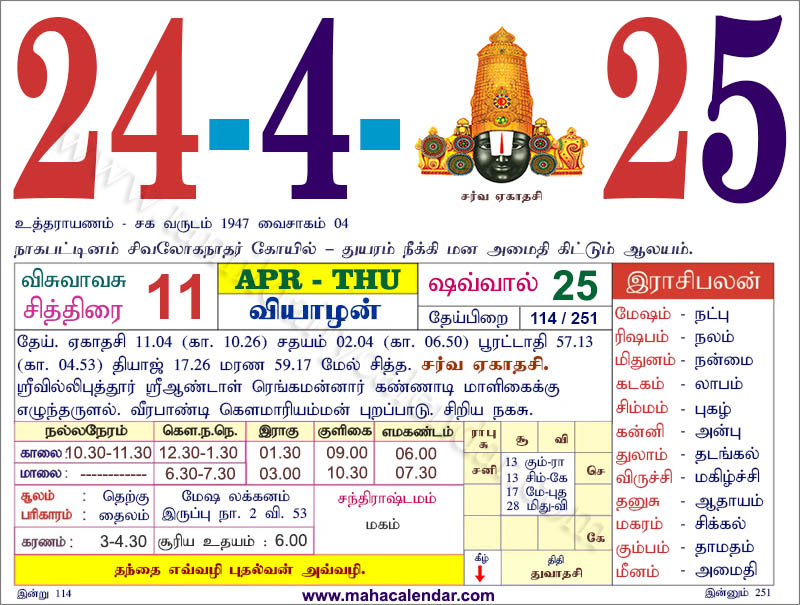 24-4-25
சர்வ ஏகாதசி
உத்தராயணம் - சக வருடம் 1947 வைசாகம் 04
நாகபட்டினம் சிவலோகநாதர் கோயில் – துயரம் நீக்கி மன அமைதி கிட்டும் ஆலயம்.
விசுவாவசு
சித்திரை 11
APR - THU
வியாழன்
ஷவ்வால் 25
தேய்பிறை 114 / 251
தேய். ஏகாதசி 11.04 (கா. 10.26) சதயம் 02.04 (கா. 06.50) பூரட்டாதி 57.13
(கா. 04.53) தியாஜ் 17.26 மரண 59.17 மேல் சித்த. சர்வ ஏகாதசி.
ஸ்ரீவில்லிபுத்தூர் ஸ்ரீஆண்டாள் ரெங்கமன்னார் கண்ணாடி மாளிகைக்கு
எழுந்தருளல். வீரபாண்டி கௌமாரியம்மன் புறப்பாடு. சிறிய நகசு.
நல்லநேரம் கௌ.ந.நெ. இராகு குளிகை எமகண்டம்
காலை: 10.30-11.30 12.30-1.30 01.30 09.00 06.00
மாலை: ------------ 6.30-7.30 03.00 10.30 07.30
சூலம் : தெற்கு
பரிகாரம் : தைலம்
மேஷ லக்கனம்
இருப்பு நா. 2 வி. 53
சந்திராஷ்டமம்
மகம்
கரணம் : 3-4.30 சூரிய உதயம் : 6.00
தந்தை எவ்வழி புதல்வன் அவ்வழி.
ராபு
சு
சூ
வி
சனி
13 கும்-ரா
13 சிம்-கே
17 மே-புத
28 மிது-வி
செ
கே
கீழ்
திதி
துவாதசி
இராசிபலன்
மேஷம் - நட்பு
ரிஷபம் - நலம்
மிதுனம் - நன்மை
கடகம் - லாபம்
சிம்மம் - புகழ்
கன்னி - அன்பு
துலாம் - தடங்கல்
விருச்சி - மகிழ்ச்சி
தனுசு - ஆதாயம்
மகரம் - சிக்கல்
கும்பம் - தாமதம்
மீனம் - அமைதி
இன்று 114
www.mahacalendar.com
இன்னும் 251